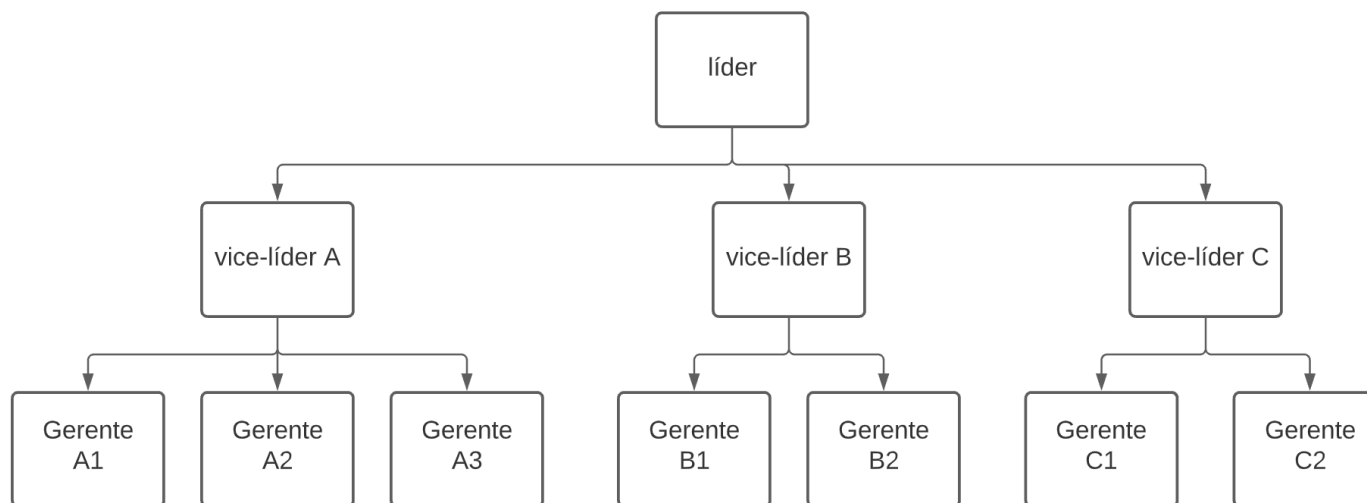 líder
vice-líder A
vice-líder B
vice-líder C
Gerente
A1
Gerente
A2
Gerente
A3
Gerente
B1
Gerente
B2
Gerente
C1
Gerente
C2